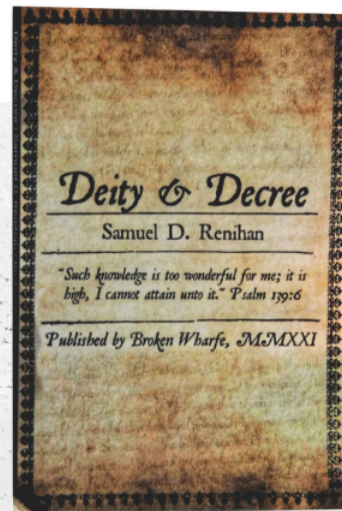 Deity & Decree
Samuel D. Renihan
"Such knowledge is too wonderful for me; it is
high, I cannot attain unto it." Psalm 139:6
Published by Broken Wharfe, MMXXI